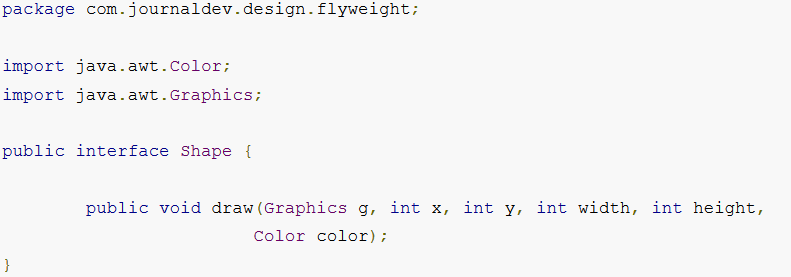 package com.journaldev.design.flyweight;
import java.awt.Color;
import java.awt.Graphics;
public interface Shape {
public void draw(Graphics g, int x, int y, int width, int height,
Color color);
}